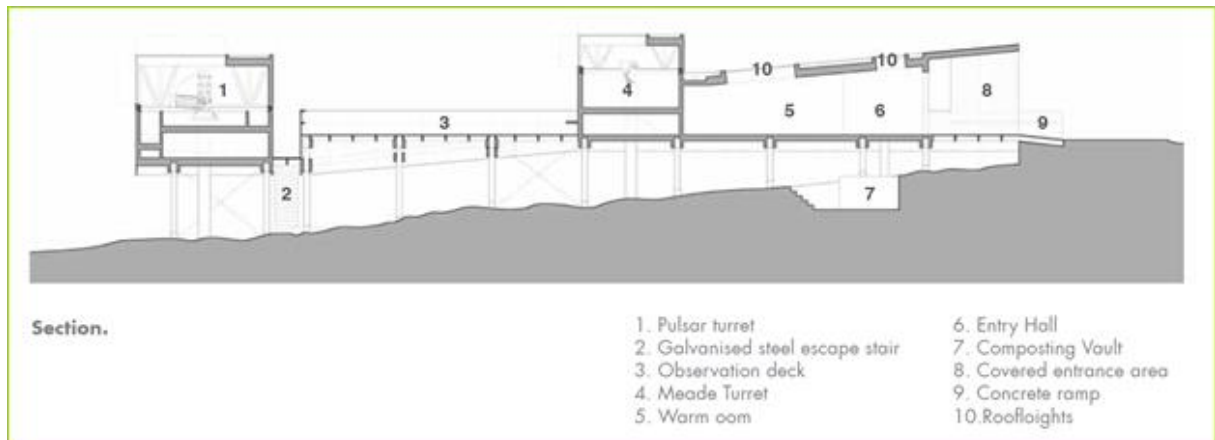 10
10
1
4
8
5
6
3
9
2
7
Section.
1. Pulsar turret
2. Galvanised steel escape stair
3. Observation deck
4. Meade Turret
5. Warm oom
6. Entry Hall
7. Composting Vault
8. Covered entrance area
9. Concrete ramp
10.Roofloights